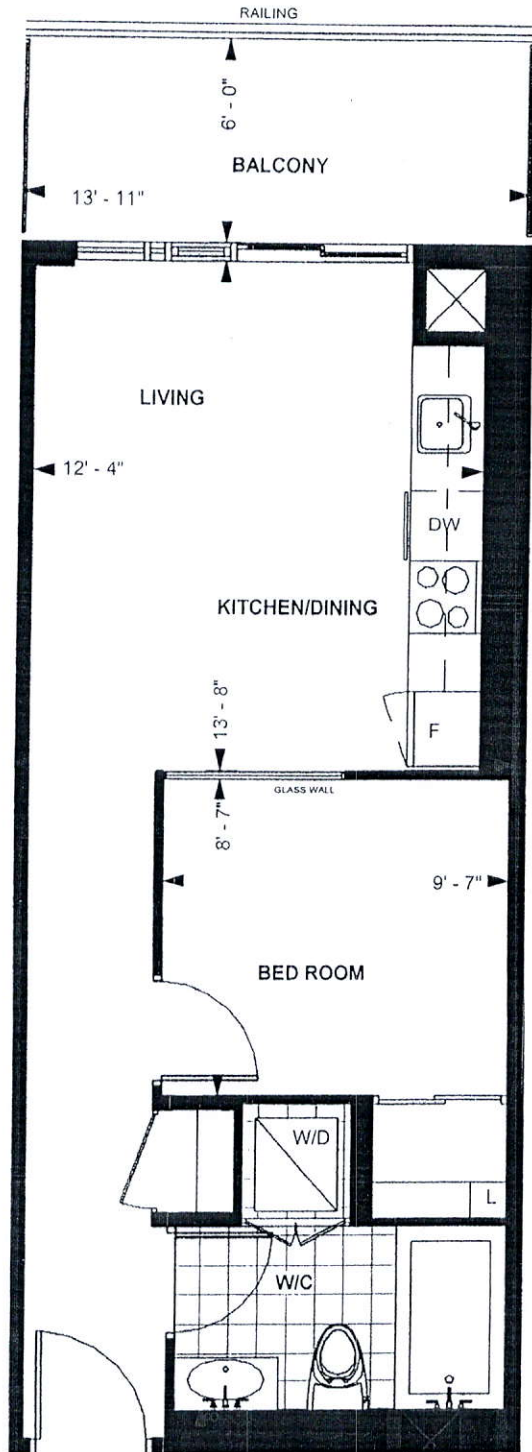 RAILING
6' - 0"
BALCONY
13' - 11"
LIVING
12' - 4"
DW
KITCHEN/DINING
13' - 8"
F
GLASS WALL
8' - 7"
9' - 7"
BED ROOM
W/D
L
W/C